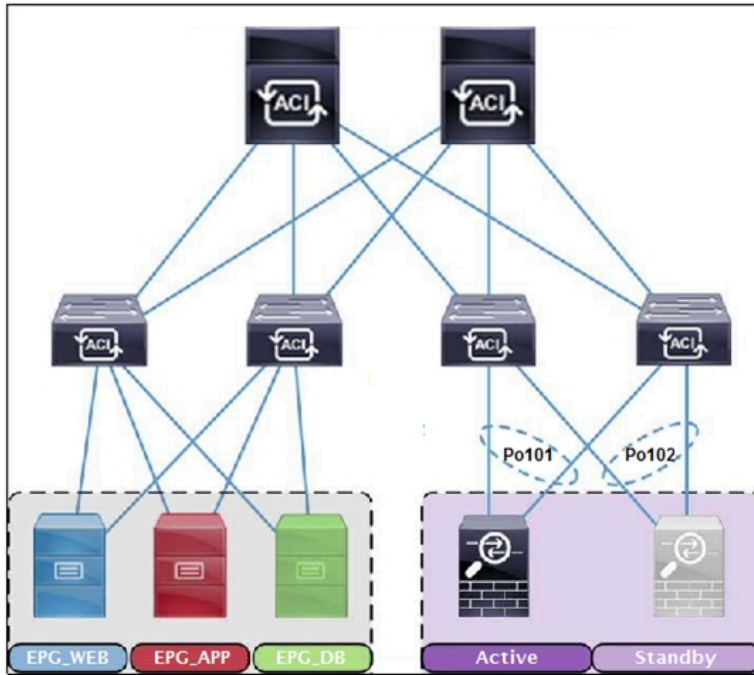 ACI ACI
ACI ACI ACI ACI
Po101 Po102
EPG_WEB EPG_APP EPG_DB Active Standby